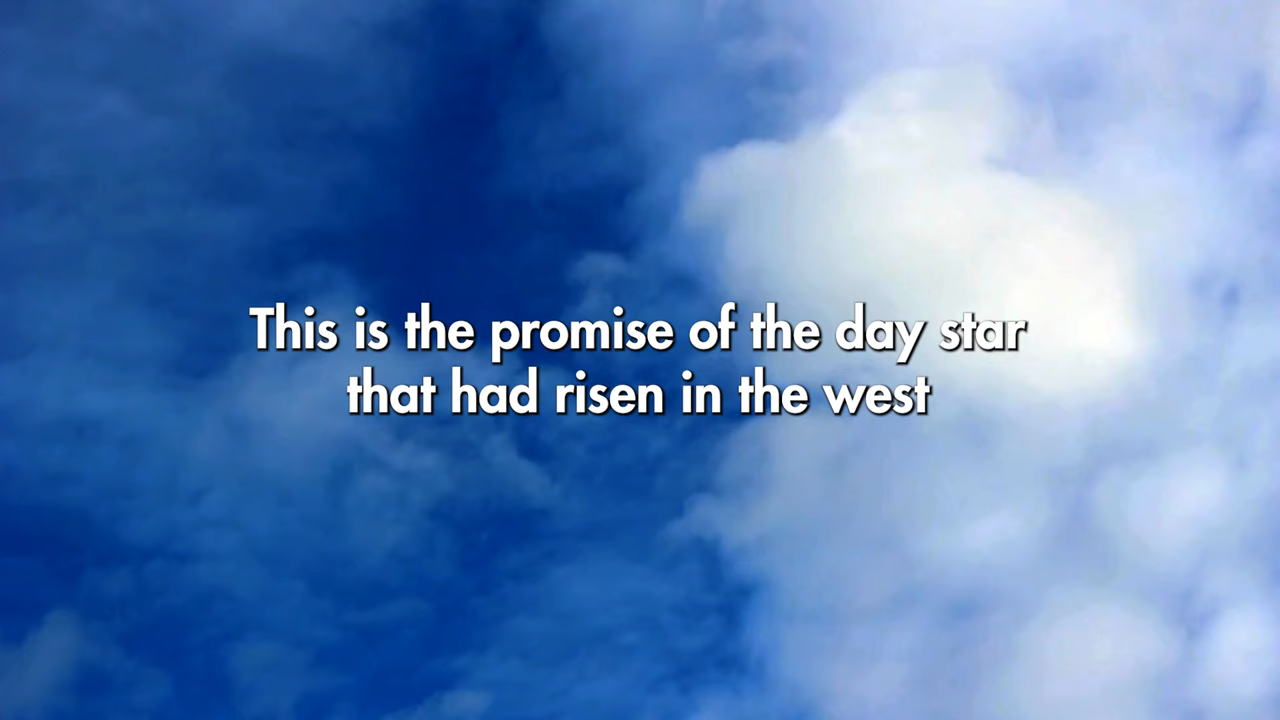 This is the promise of the day star
that had risen in the west